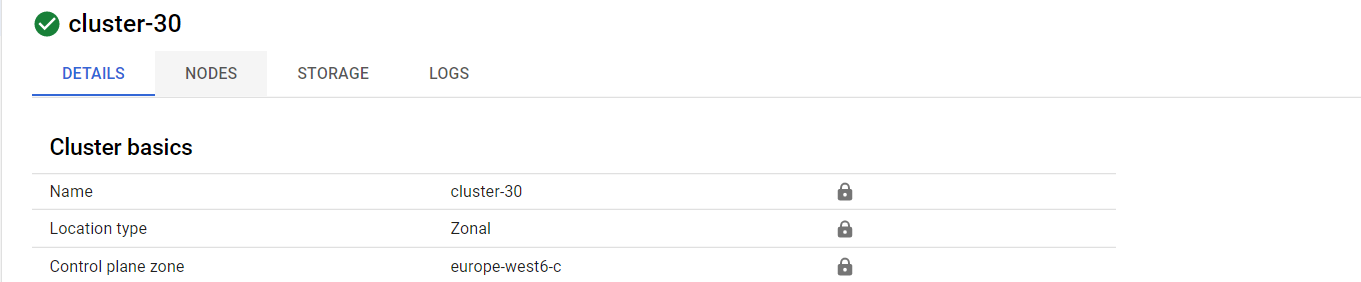 cluster-30
DETAILS NODES STORAGE LOGS
Cluster basics
Name cluster-30
Location type Zonal
Control plane zone europe-west6-c